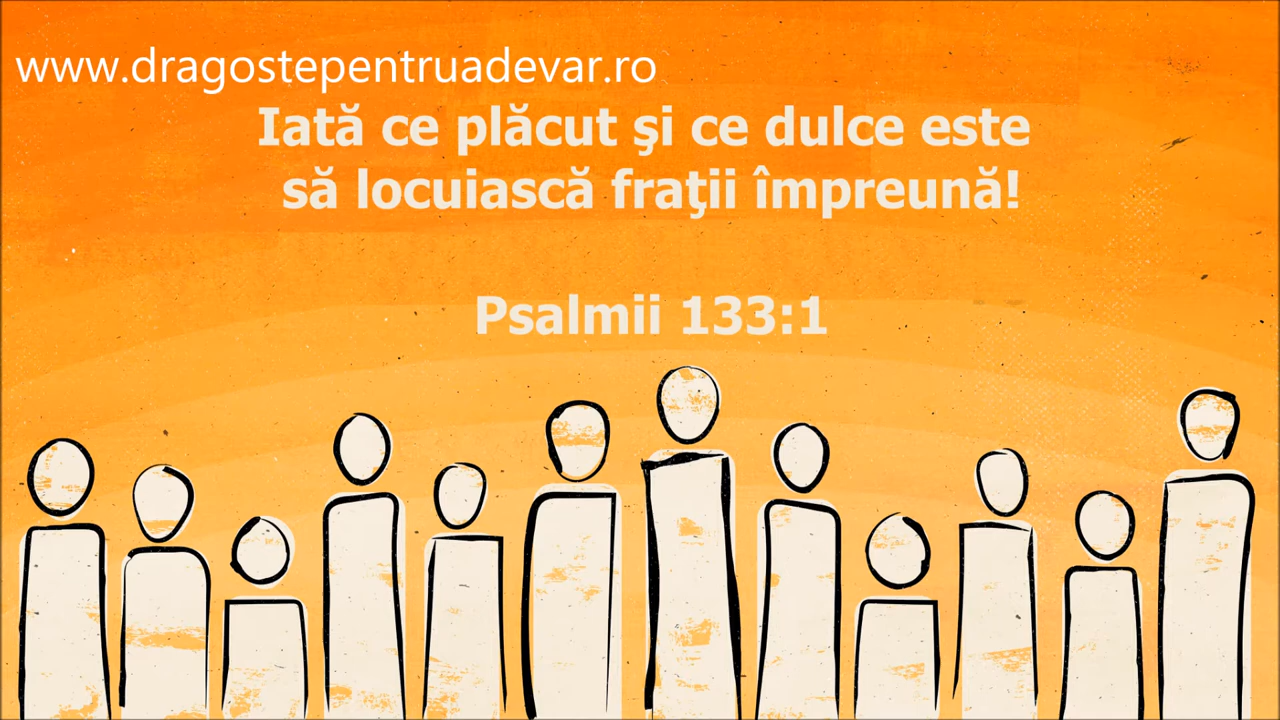 www.dragostepentruadevar.ro
Iată ce plăcut şi ce dulce este
să locuiască fraţii împreună!
Psalmii 133:1